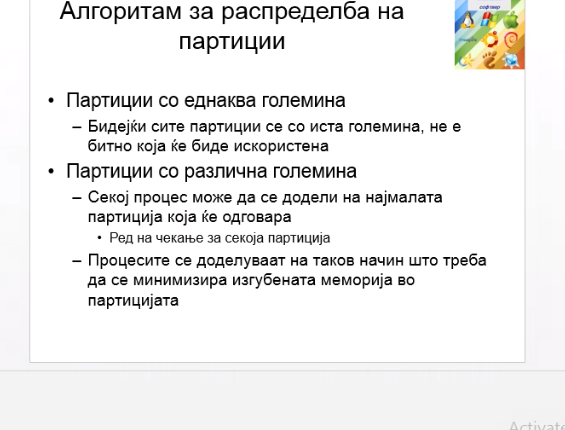 Алгоритам за распределба на
партиции
софтвер
• Партиции со еднаква големина
– Бидејќи сите партиции се со иста големина, не е
битно која ќе биде искористена
• Партиции со различна големина
– Секој процес може да се додели на најмалата
партиција која ќе одговара
• Ред на чекање за секоја партиција
– Процесите се доделуваат на таков начин што треба
да се минимизира изгубената меморија во
партицијата
Activate